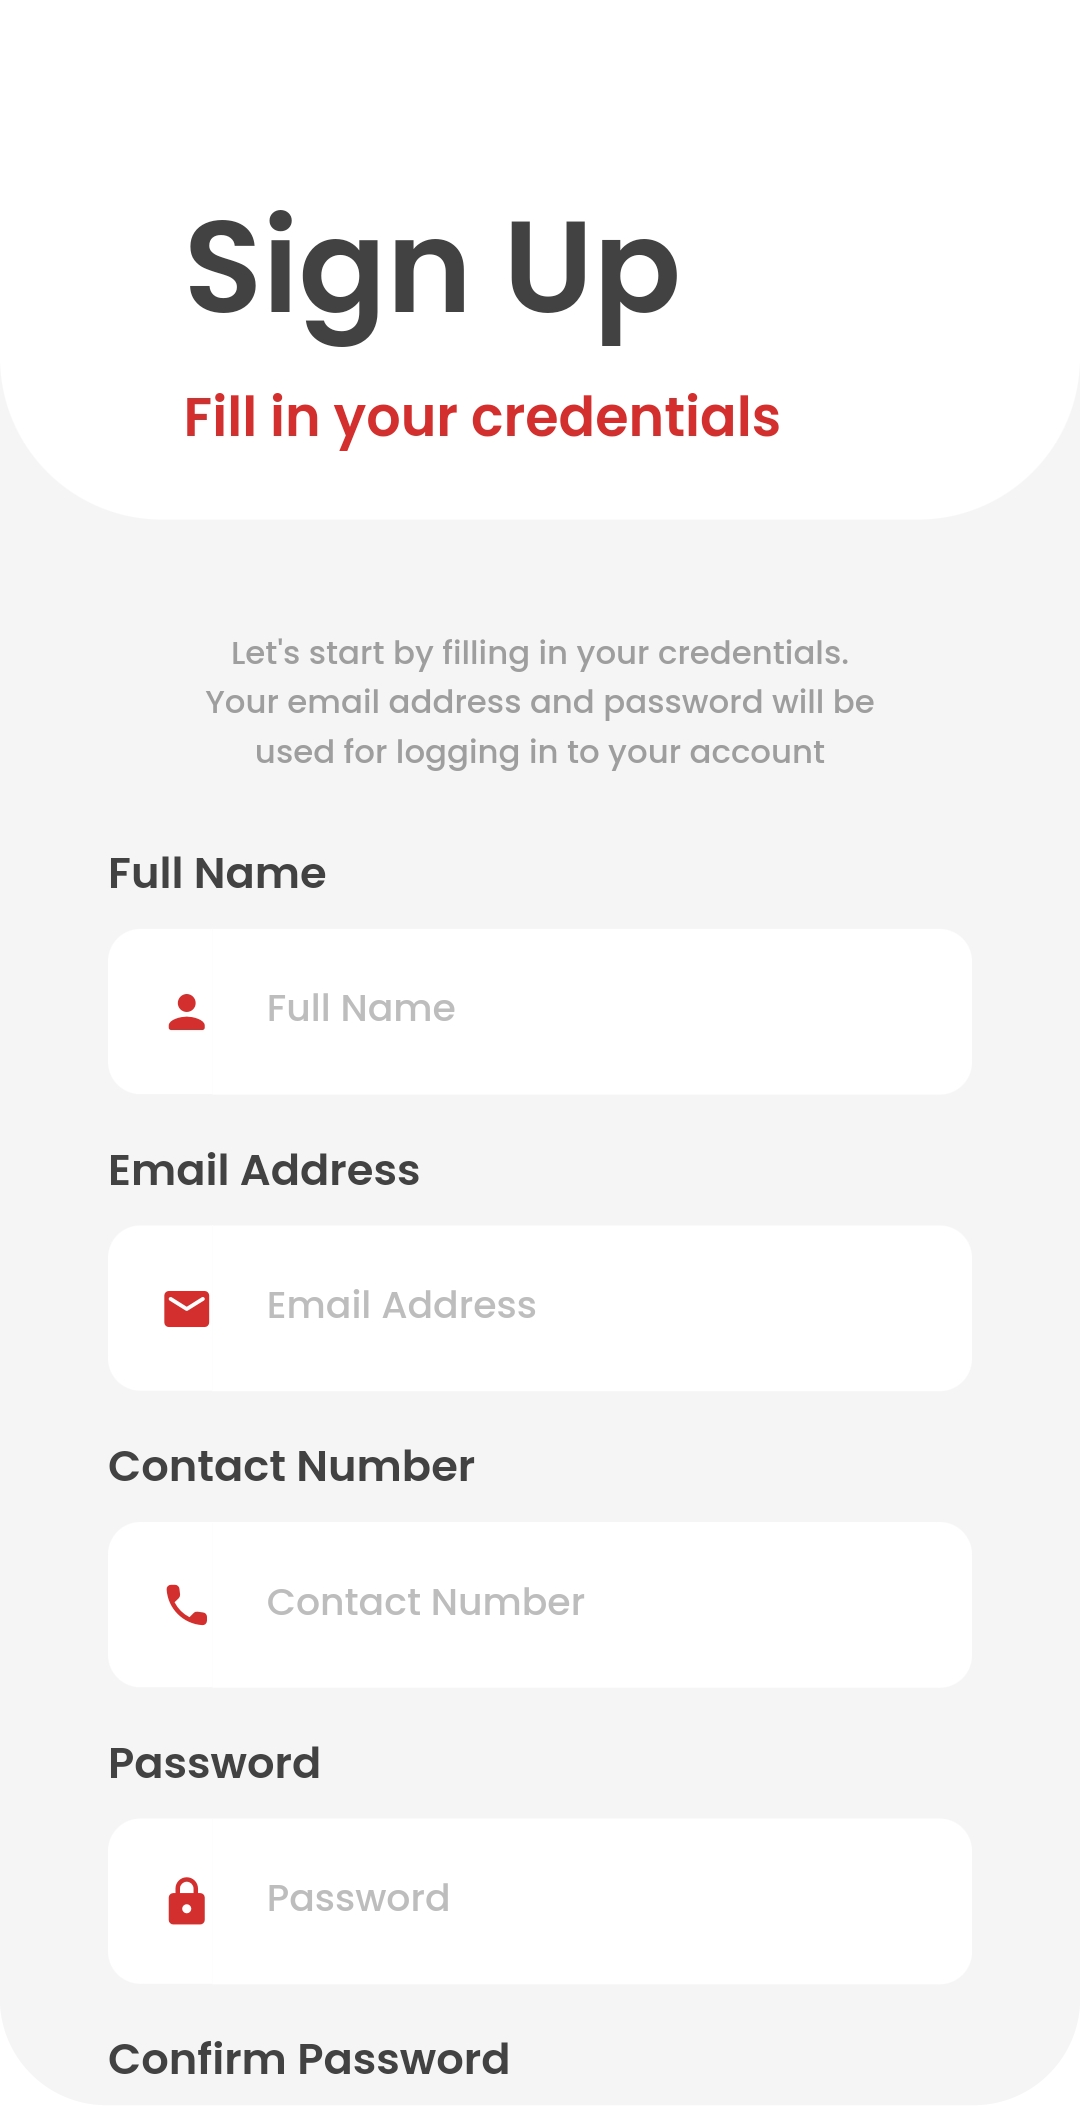 Sign Up
Fill in your credentials
Let's start by filling in your credentials.
Your email address and password will be
used for logging in to your account
Full Name
Full Name
Email Address
Email Address
Contact Number
Contact Number
Password
Password
Confirm Password